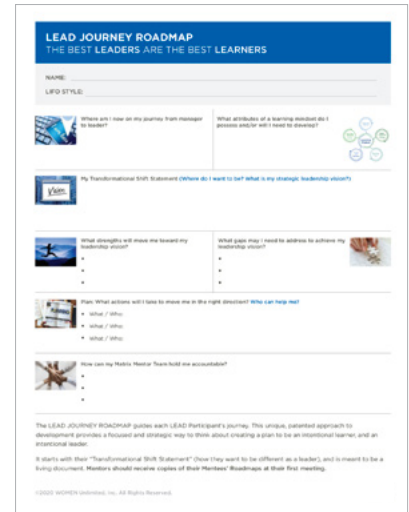 LEAD JOURNEY ROADMAP
THE BEST LEADERS ARE THE BEST LEARNERS
NAME:
LIFO STYLE:
Where am I now on my journey from manager
to leader?
What attributes of a learning mindset do I
possess and/or will I need to develop?
My Transformational Shift Statement (Where do I want to be? What is my strategic leadership vision?)
Vision
What strengths will move me toward my
leadership vision?
•
•
•
What gaps may I need to address to achieve my
leadership vision?
•
•
•
Plan: What actions will I take to move me in the right direction? Who can help me?
• What / Who:
• What / Who:
• What / Who:
PLANNING
How can my Matrix Mentor Team hold me accountable?
•
•
•
The LEAD JOURNEY ROADMAP guides each LEAD Participant's journey. This unique, patented approach to
development provides a focused and strategic way to think about creating a plan to be an intentional learner, and an
intentional leader.
It starts with their "Transformational Shift Statement" (how they want to be different as a leader), and is meant to be a
living document. Mentors should receive copies of their Mentees' Roadmaps at their first meeting.
©2020 WOMEN Unlimited, Inc. All Rights Reserved.